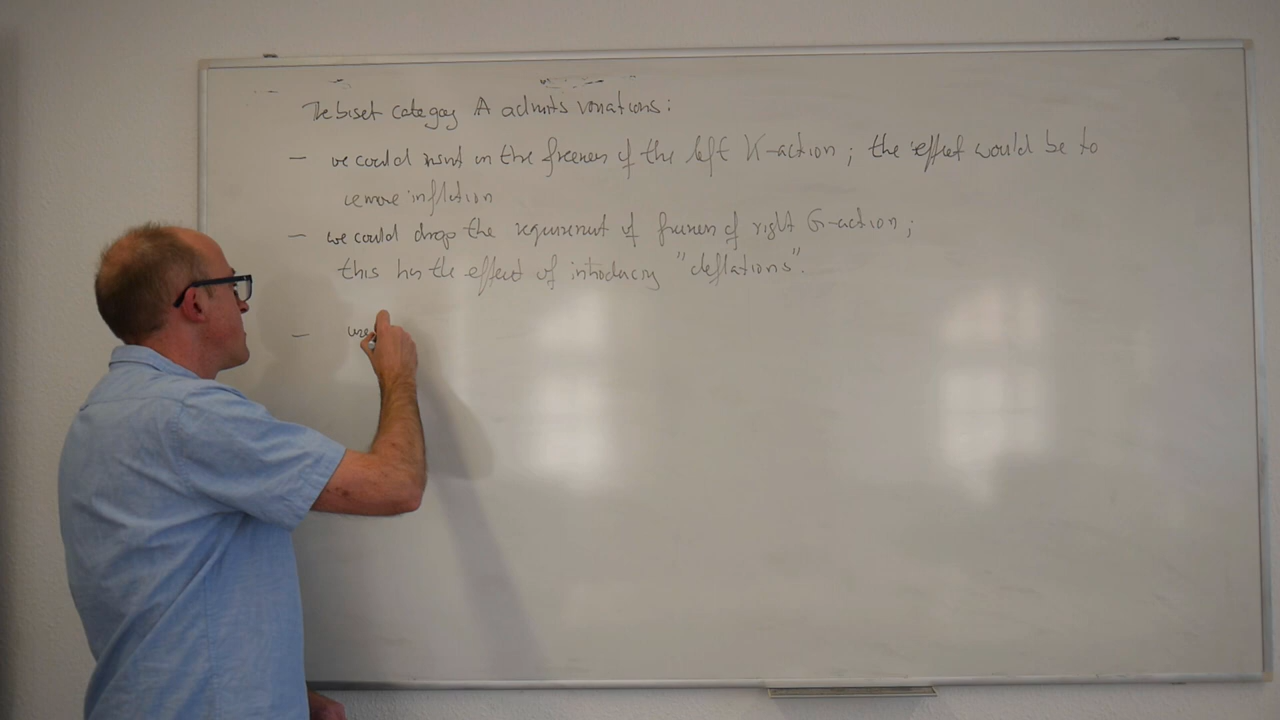 The biset category A admits variations:
– we could insist on the freeness of the left K-action ; the effect would be to
remove inflation
– we could drop the requirement of freeness of right G-action ;
this has the effect of introducing "deflations".
– use